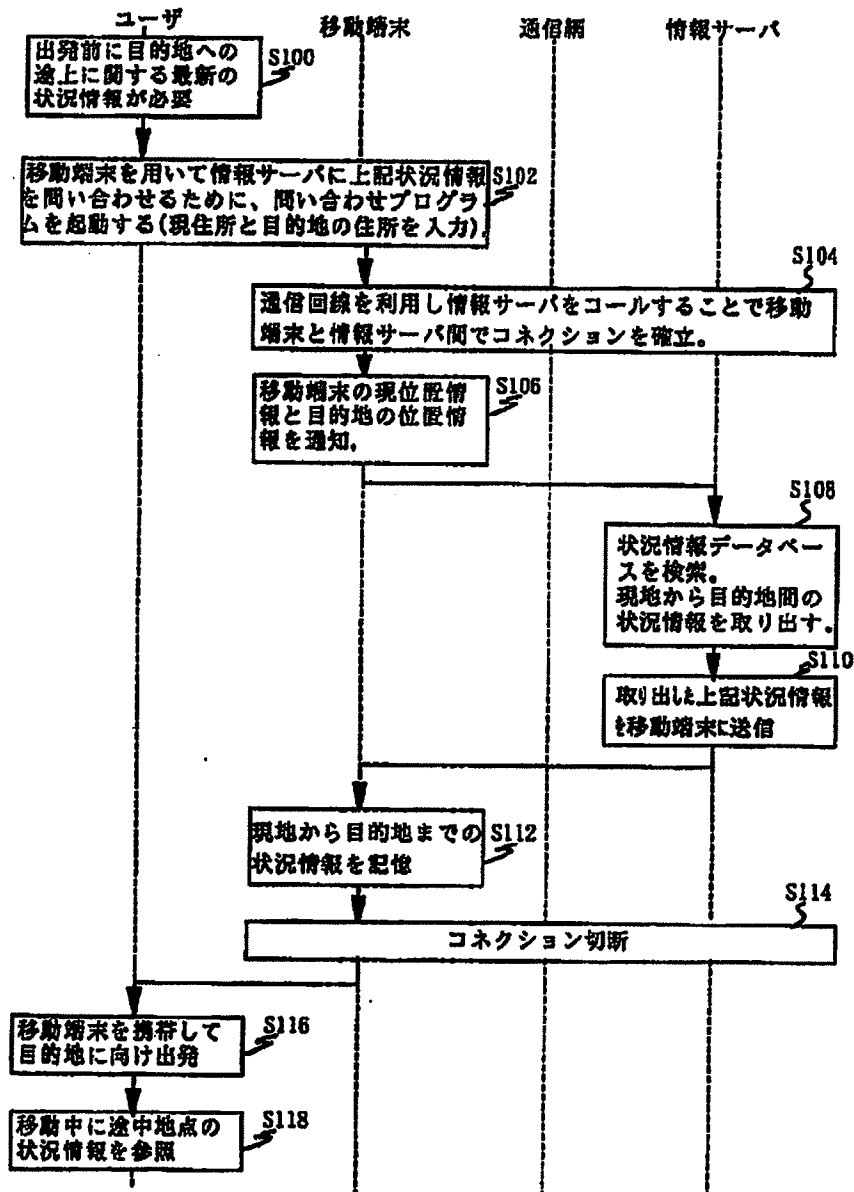 ユーザ
移動端末
通信網
情報サーバ
出発前に目的地への
途上に関する最新の
状況情報が必要
S100
移動端末を用いて情報サーバに上記状況情報
を問い合わせるために、問い合わせプログラ
ムを起動する(現住所と目的地の住所を入力).
S102
S104
通信回線を利用し情報サーバをコールすることで移動
端末と情報サーバ間でコネクションを確立。
移動端末の現位置情
報と目的地の位置情
報を通知.
S106
S108
状況情報データベー
スを検索。
現地から目的地間の
状況情報を取り出す.
S110
取り出した上記状況情報
を移動端末に送信
現地から目的地までの
状況情報を記憶
S112
S114
コネクション切断
移動端末を携帯して
目的地に向け出発
S116
移動中に途中地点の
状況情報を参照
S118